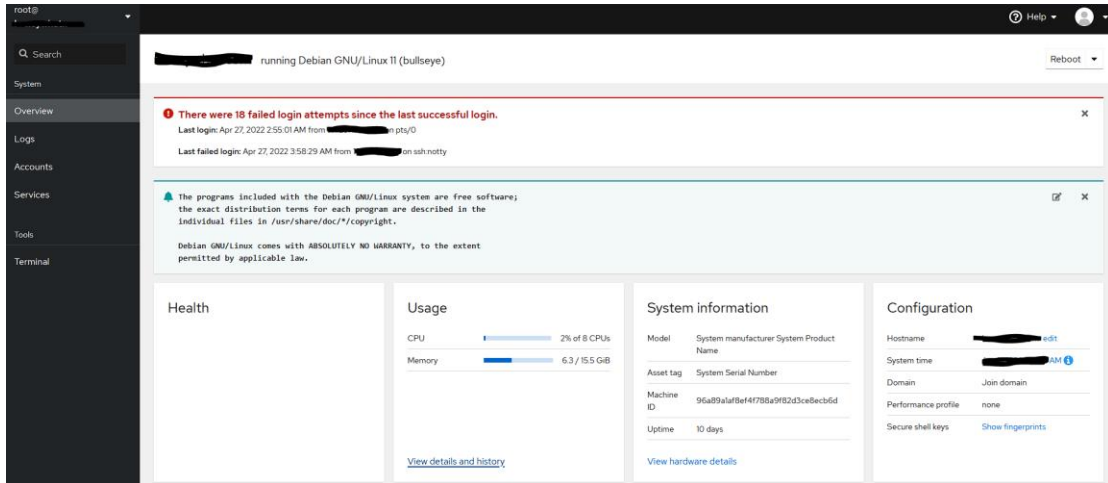 root@
Help
Search
running Debian GNU/Linux 11 (bullseye)
Reboot
System
Overview
Logs
Accounts
Services
Tools
Terminal
There were 18 failed login attempts since the last successful login.
Last login: Apr 27, 2022 2:55:01 AM from n pts/0
Last failed login: Apr 27, 2022 3:58:29 AM from on ssh:notty
The programs included with the Debian GNU/Linux system are free software;
the exact distribution terms for each program are described in the
individual files in /usr/share/doc/*/copyright.
Debian GNU/Linux comes with ABSOLUTELY NO WARRANTY, to the extent
permitted by applicable law.
Health
Usage
CPU 2% of 8 CPUs
Memory 6.3 / 15.5 GiB
View details and history
System information
Model System manufacturer System Product
Name
Asset tag System Serial Number
Machine
ID 96a89a1af8ef4f788a9f82d3ce8ecb6d
Uptime 10 days
View hardware details
Configuration
Hostname edit
System time AM
Domain Join domain
Performance profile none
Secure shell keys Show fingerprints